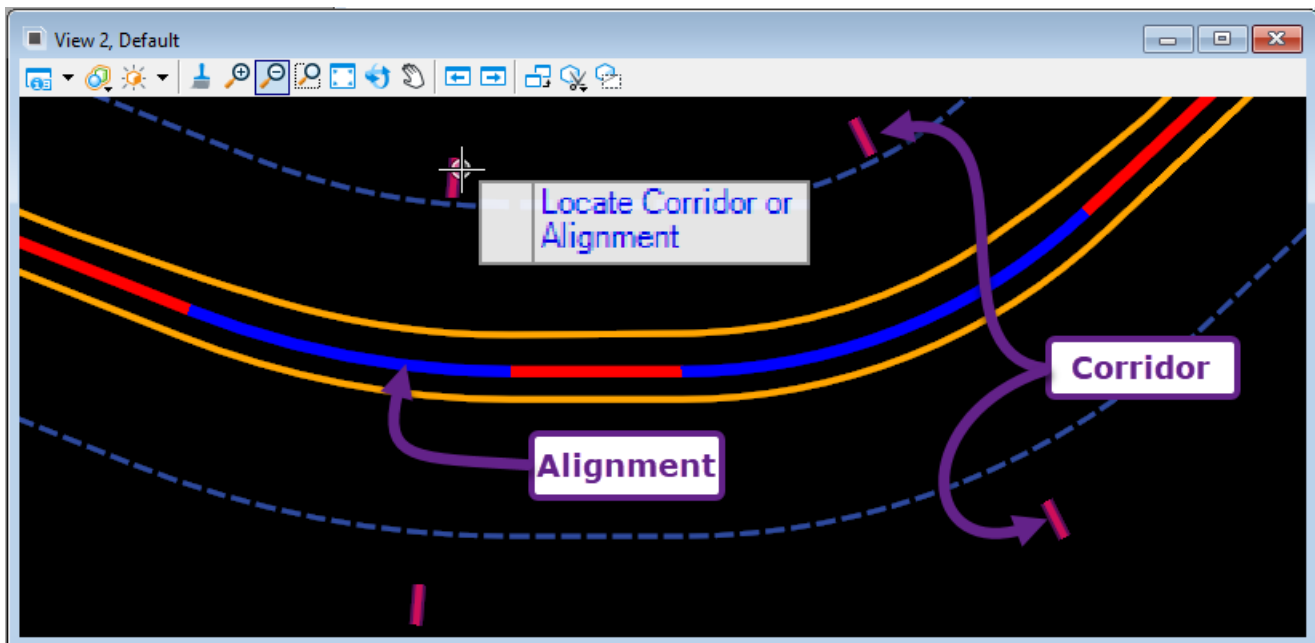 View 2, Default
Locate Corridor or
Alignment
Corridor
Alignment